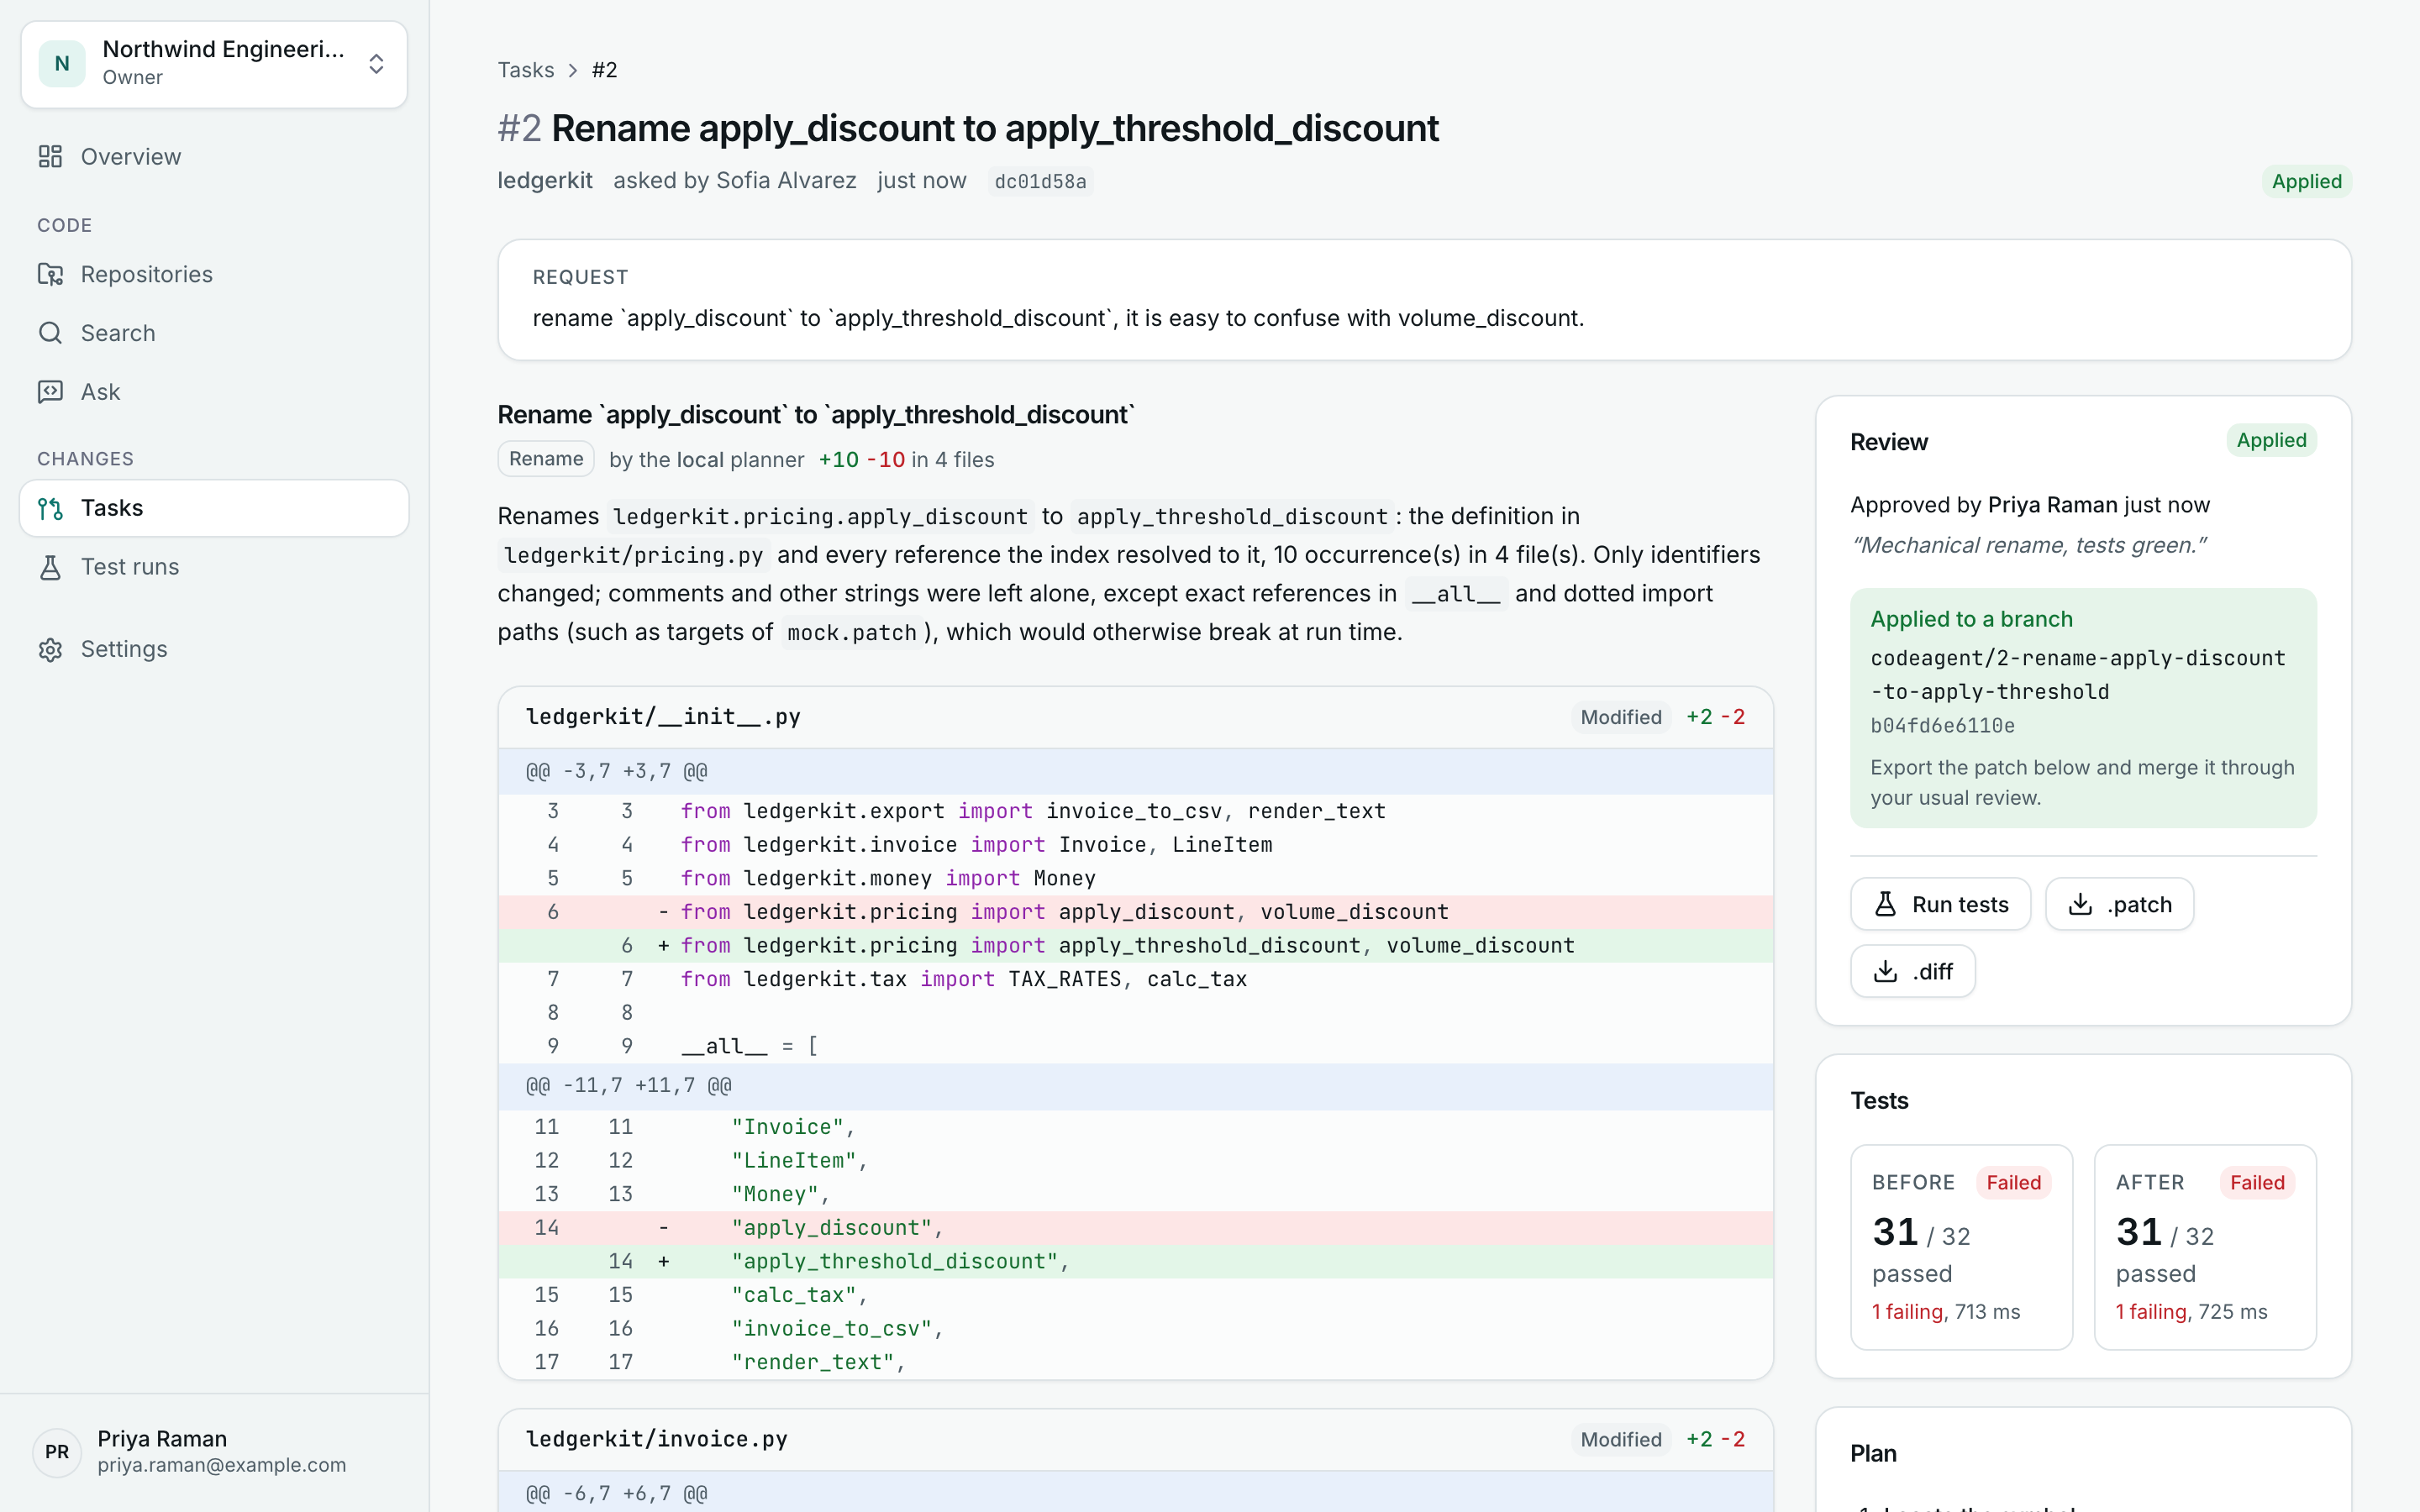 N
Northwind Engineeri...
Owner
Overview
CODE
Repositories
Search
Ask
CHANGES
Tasks
Test runs
Settings
PR
Priya Raman
priya.raman@example.com
Tasks > #2
#2 Rename apply_discount to apply_threshold_discount
ledgerkit asked by Sofia Alvarez just now dc01d58a
Applied
REQUEST
rename `apply_discount` to `apply_threshold_discount`, it is easy to confuse with volume_discount.
Rename `apply_discount` to `apply_threshold_discount`
Rename by the local planner +10 -10 in 4 files
Renames ledgerkit.pricing.apply_discount to apply_threshold_discount: the definition in
ledgerkit/pricing.py and every reference the index resolved to it, 10 occurrence(s) in 4 file(s). Only identifiers
changed; comments and other strings were left alone, except exact references in __all__ and dotted import
paths (such as targets of mock.patch), which would otherwise break at run time.
ledgerkit/__init__.py Modified +2 -2
@@ -3,7 +3,7 @@
3 3 from ledgerkit.export import invoice_to_csv, render_text
4 4 from ledgerkit.invoice import Invoice, LineItem
5 5 from ledgerkit.money import Money
6 - from ledgerkit.pricing import apply_discount, volume_discount
6 + from ledgerkit.pricing import apply_threshold_discount, volume_discount
7 7 from ledgerkit.tax import TAX_RATES, calc_tax
8 8
9 9 __all__ = [
@@ -11,7 +11,7 @@
11 11 "Invoice",
12 12 "LineItem",
13 13 "Money",
14 - "apply_discount",
14 + "apply_threshold_discount",
15 15 "calc_tax",
16 16 "invoice_to_csv",
17 17 "render_text",
ledgerkit/invoice.py Modified +2 -2
@@ -6,7 +6,7 @@
Review Applied
Approved by Priya Raman just now
“Mechanical rename, tests green.”
Applied to a branch
codeagent/2-rename-apply-discount
-to-apply-threshold
b04fd6e6110e
Export the patch below and merge it through
your usual review.
Run tests
.patch
.diff
Tests
BEFORE Failed
31 / 32
passed
1 failing, 713 ms
AFTER Failed
31 / 32
passed
1 failing, 725 ms
Plan